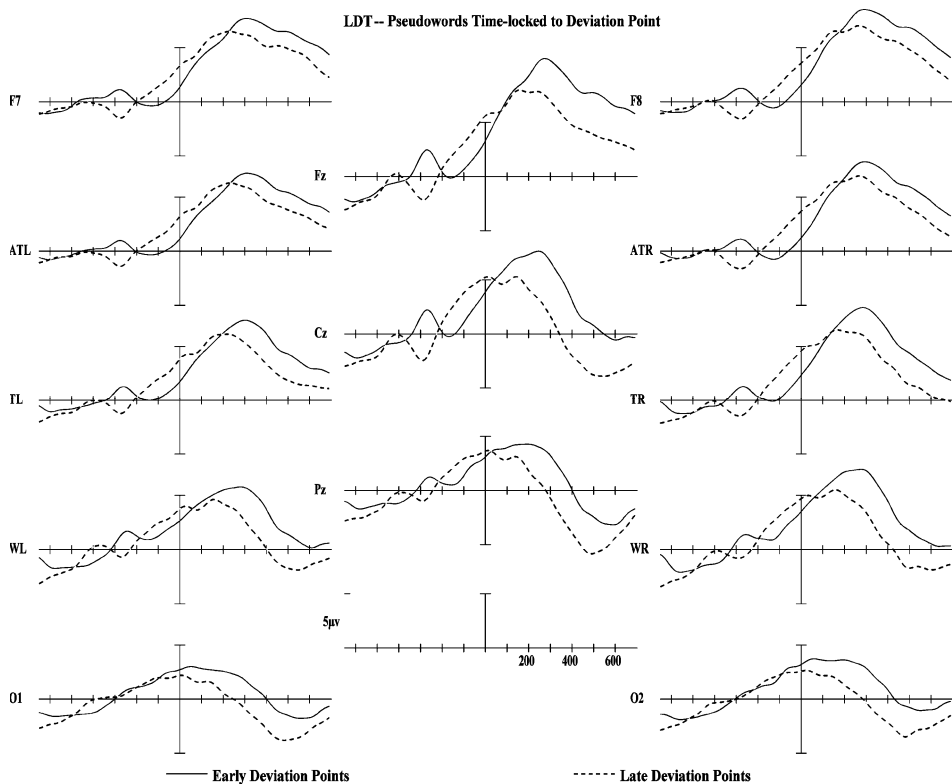 LDT -- Pseudowords Time-locked to Deviation Point
F7
Fz
F8
ATL
ATR
Cz
TL
TR
Pz
WL
WR
5μv
200 400 600
O1
O2
Early Deviation Points
Late Deviation Points